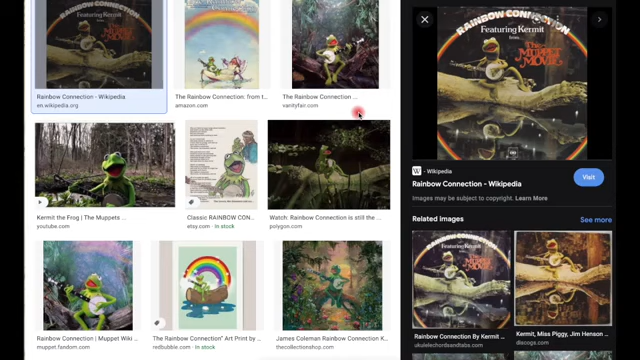 RAINBOW CONNECTION
Featuring Kermit
from...
The
MUPPET
MOVIE
Rainbow Connection - Wikipedia
en.wikipedia.org
The Rainbow Connection: from t...
amazon.com
The Rainbow Connection ...
vanityfair.com
Kermit the Frog | The Muppets ...
youtube.com
Classic RAINBOW CON...
etsy.com · In stock
Watch: Rainbow Connection is still the ...
polygon.com
Rainbow Connection | Muppet Wiki ...
muppet.fandom.com
The Rainbow Connection" Art Print by ...
redbubble.com · In stock
James Coleman Rainbow Connection K...
thecollectionshop.com
W - Wikipedia
Rainbow Connection - Wikipedia
Visit
Images may be subject to copyright. Learn More
Related images
See more
Featuring Kermit
MUPPET
MOVIE
Rainbow Connection By Kermit ...
ukulelechordsandtabs.com
Kermit, Miss Piggy, Jim Henson ...
discogs.com